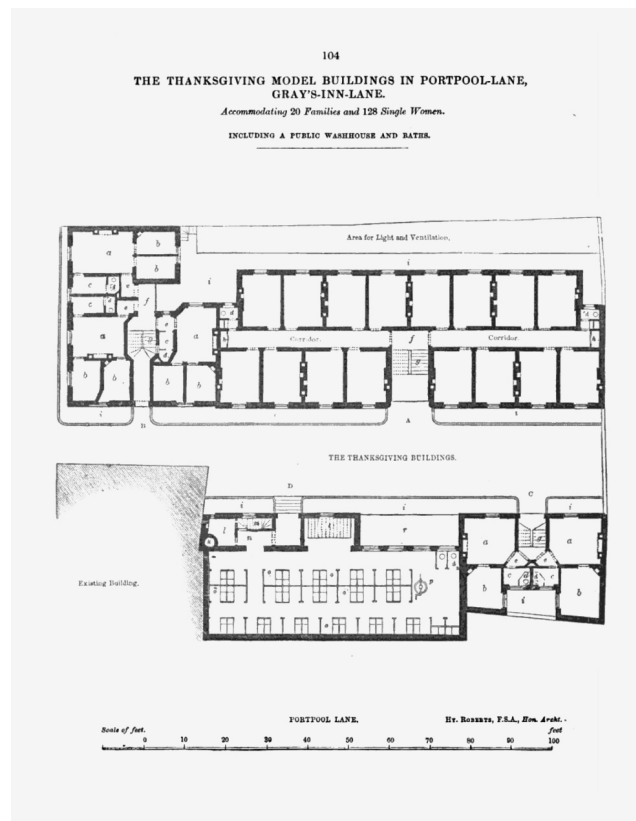 104
THE THANKSGIVING MODEL BUILDINGS IN PORTPOOL-LANE,
GRAY'S-INN-LANE.
Accommodating 20 Families and 128 Single Women.
INCLUDING A PUBLIC WASHHOUSE AND BATHS.
Area for Light and Ventilation.
a
b
b
i
i
c
c
d
e
e
f
g
a
a
b
b
b
b
d
Corridor.
f
g
Corridor.
d
i
B
i
A
i
THE THANKSGIVING BUILDINGS.
D
C
i
i
i
l
m
n
t
r
a
g
a
e
e
c
c
b
b
i
o
o
o
o
p
d
Existing Building.
PORTPOOL LANE.
HY. ROBERTS, F.S.A., Hon. Archt.
Scale of feet.
feet
0 10 20 30 40 50 60 70 80 90 100